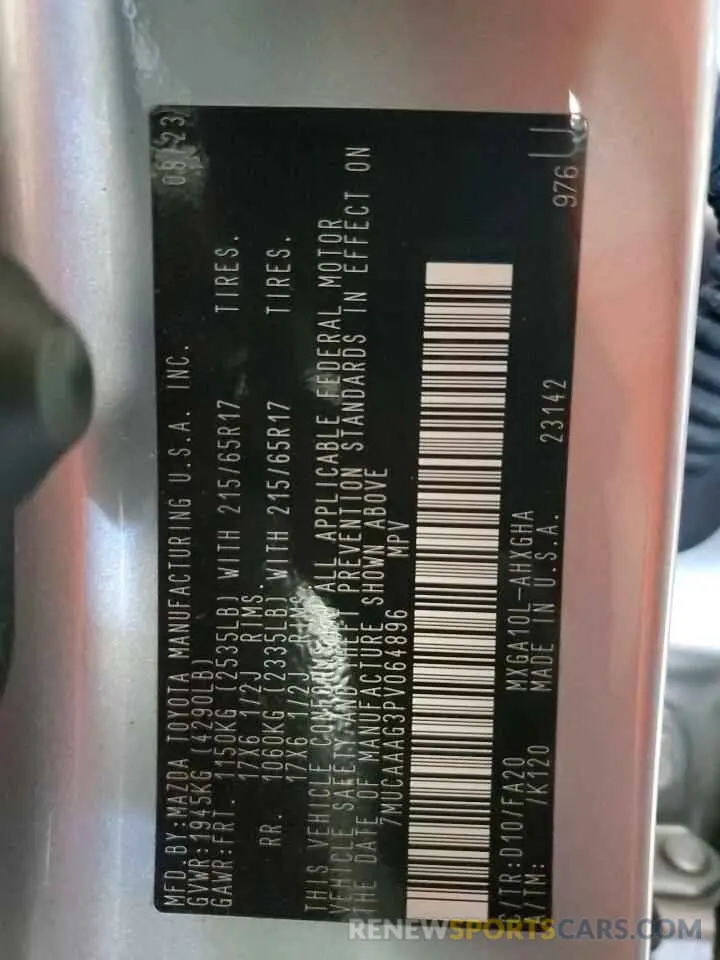 MFD.BY:MAZDA TOYOTA MANUFACTURING U.S.A. INC. 08/23
GVWR:1945KG (4290LB)
GAWR:FRT. 1150KG (2535LB) WITH 215/65R17 TIRES.
17X6 1/2J RIMS.
RR. 1060KG (2335LB) WITH 215/65R17 TIRES.
17X6 1/2J RIMS
THIS VEHICLE CONFORMS TO ALL APPLICABLE FEDERAL MOTOR
VEHICLE SAFETY AND THEFT PREVENTION STANDARDS IN EFFECT ON
THE DATE OF MANUFACTURE SHOWN ABOVE
7MUCAAAG3PV064896 MPV
C/TR:D10/FA20 MXGA10L-AHXGHA
A/TM: /K120 MADE IN U.S.A. 23142 976
RENEWSPORTSCARS.COM